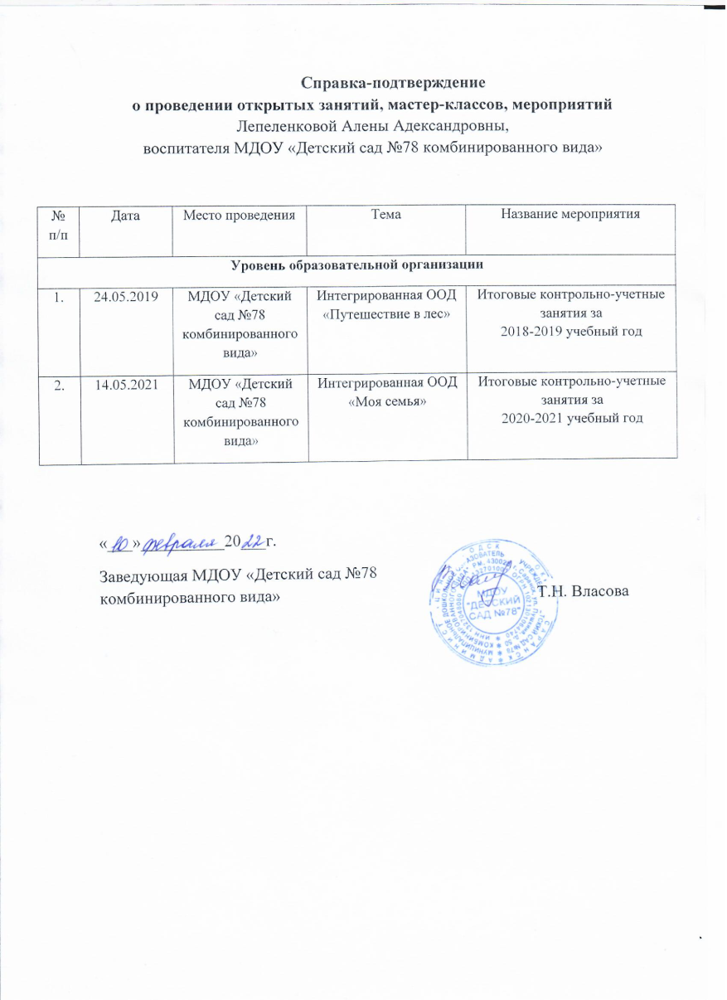 Справка-подтверждение
о проведении открытых занятий, мастер-классов, мероприятий
Лепеленковой Алены Адександровны,
воспитателя МДОУ «Детский сад №78 комбинированного вида»
№ п/п Дата Место проведения Тема Название мероприятия
Уровень образовательной организации
1. 24.05.2019 МДОУ «Детский сад №78 комбинированного вида» Интегрированная ООД «Путешествие в лес» Итоговые контрольно-учетные занятия за 2018-2019 учебный год
2. 14.05.2021 МДОУ «Детский сад №78 комбинированного вида» Интегрированная ООД «Моя семья» Итоговые контрольно-учетные занятия за 2020-2021 учебный год
«10» февраля 2022 г.
Заведующая МДОУ «Детский сад №78
комбинированного вида»
Т.Н. Власова
МДОУ
"ДЕТСКИЙ
САД №78"